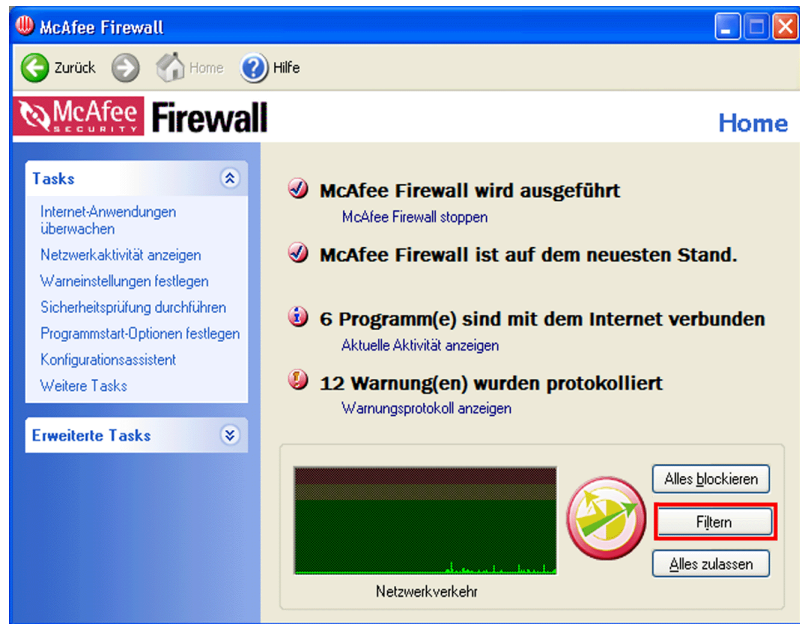 McAfee Firewall
Zurück
Home
Hilfe
McAfee
SECURITY
Firewall
Home
Tasks
Internet-Anwendungen
überwachen
Netzwerkaktivität anzeigen
Warneinstellungen festlegen
Sicherheitsprüfung durchführen
Programmstart-Optionen festlegen
Konfigurationsassistent
Weitere Tasks
Erweiterte Tasks
McAfee Firewall wird ausgeführt
McAfee Firewall stoppen
McAfee Firewall ist auf dem neuesten Stand.
6 Programm(e) sind mit dem Internet verbunden
Aktuelle Aktivität anzeigen
12 Warnung(en) wurden protokolliert
Warnungsprotokoll anzeigen
Alles blockieren
Filtern
Alles zulassen
Netzwerkverkehr